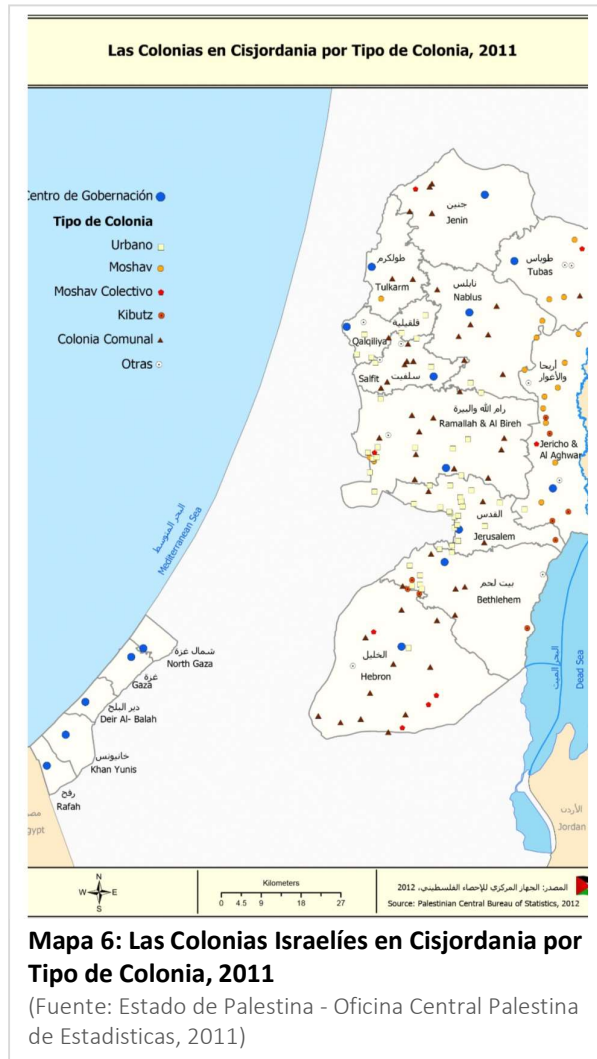 Las Colonias en Cisjordania por Tipo de Colonia, 2011
entro de Gobernación
Tipo de Colonia
Urbano
Moshav
Moshav Colectivo
Kibutz
Colonia Comunal
Otras
جنين
Jenin
طوباس
Tubas
طولكرم
Tulkarm
نابلس
Nablus
قلقيلية
Qalqiliya
سلفيت
Salfit
أريحا
والأغوار
Jericho &
Al Aghwar
رام الله والبيرة
Ramallah & Al Bireh
القدس
Jerusalem
بيت لحم
Bethlehem
الخليل
Hebron
البحر المتوسط
Mediterranean Sea
البحر الميت
Dead Sea
شمال غزة
North Gaza
غزة
Gaza
دير البلح
Deir Al- Balah
خانيونس
Khan Yunis
رفح
Rafah
مصر
gypt
الأردن
Jordan
N
W E
S
Kilometers
0 4.5 9 18 27
المصدر: الجهاز المركزي للإحصاء الفلسطيني، 2012
Source: Palestinian Central Bureau of Statistics, 2012
Mapa 6: Las Colonias Israelíes en Cisjordania por
Tipo de Colonia, 2011
(Fuente: Estado de Palestina - Oficina Central Palestina
de Estadisticas, 2011)